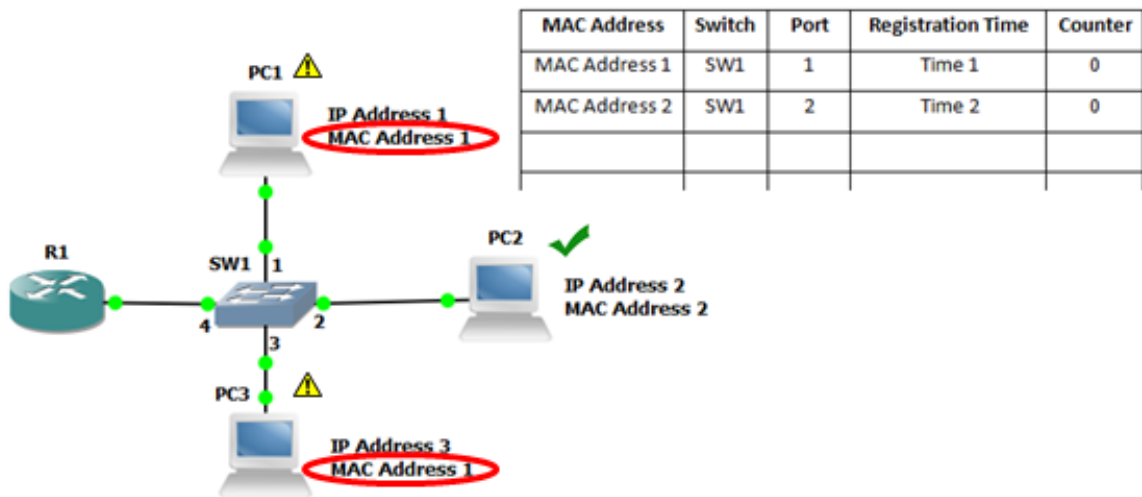 MAC Address Switch Port Registration Time Counter
MAC Address 1 SW1 1 Time 1 0
MAC Address 2 SW1 2 Time 2 0
PC1
IP Address 1
MAC Address 1
R1
SW1
1
PC2
IP Address 2
MAC Address 2
4
2
3
PC3
IP Address 3
MAC Address 1